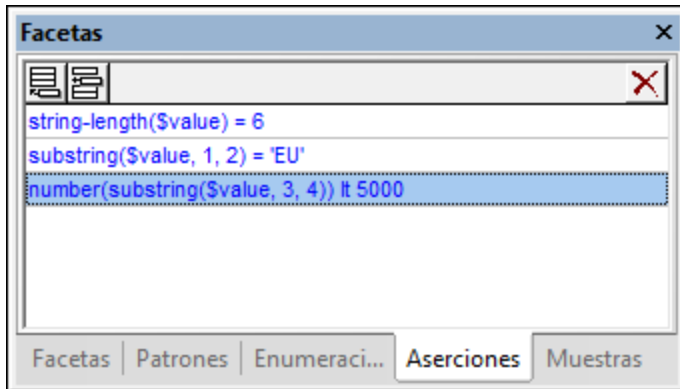 Facetas
string-length($value) = 6
substring($value, 1, 2) = 'EU'
number(substring($value, 3, 4)) lt 5000
Facetas Patrones Enumeraci... Aserciones Muestras